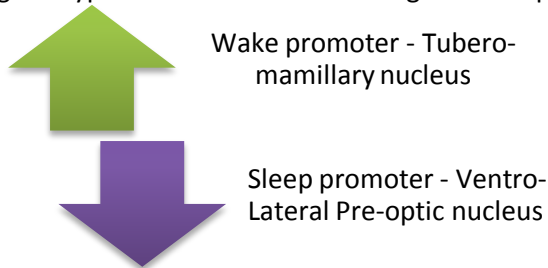 Wake promoter - Tubero-
mamillary nucleus
Sleep promoter - Ventro-
Lateral Pre-optic nucleus